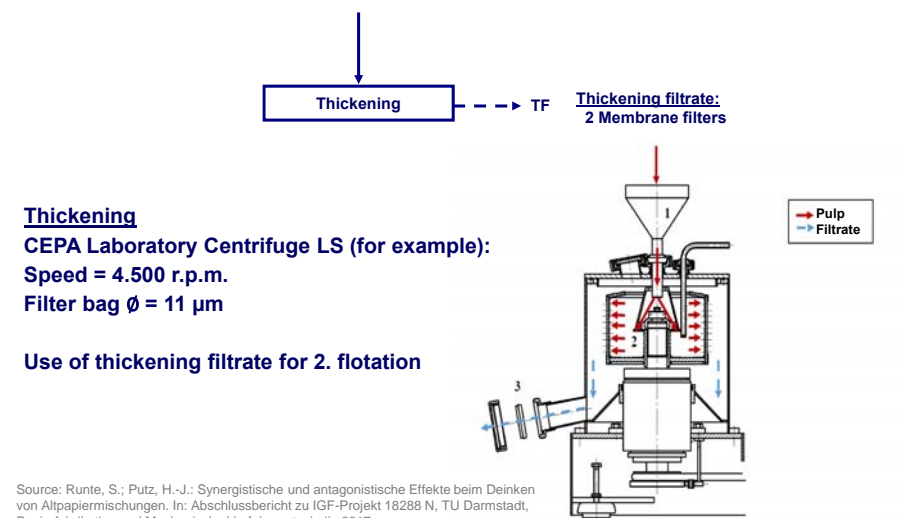 Thickening
TF
Thickening filtrate:
2 Membrane filters
1
Pulp
Filtrate
Thickening
CEPA Laboratory Centrifuge LS (for example):
Speed = 4.500 r.p.m.
Filter bag Ø = 11 µm
2
Use of thickening filtrate for 2. flotation
3
Source: Runte, S.; Putz, H.-J.: Synergistische und antagonistische Effekte beim Deinken
von Altpapiermischungen. In: Abschlussbericht zu IGF-Projekt 18288 N, TU Darmstadt,